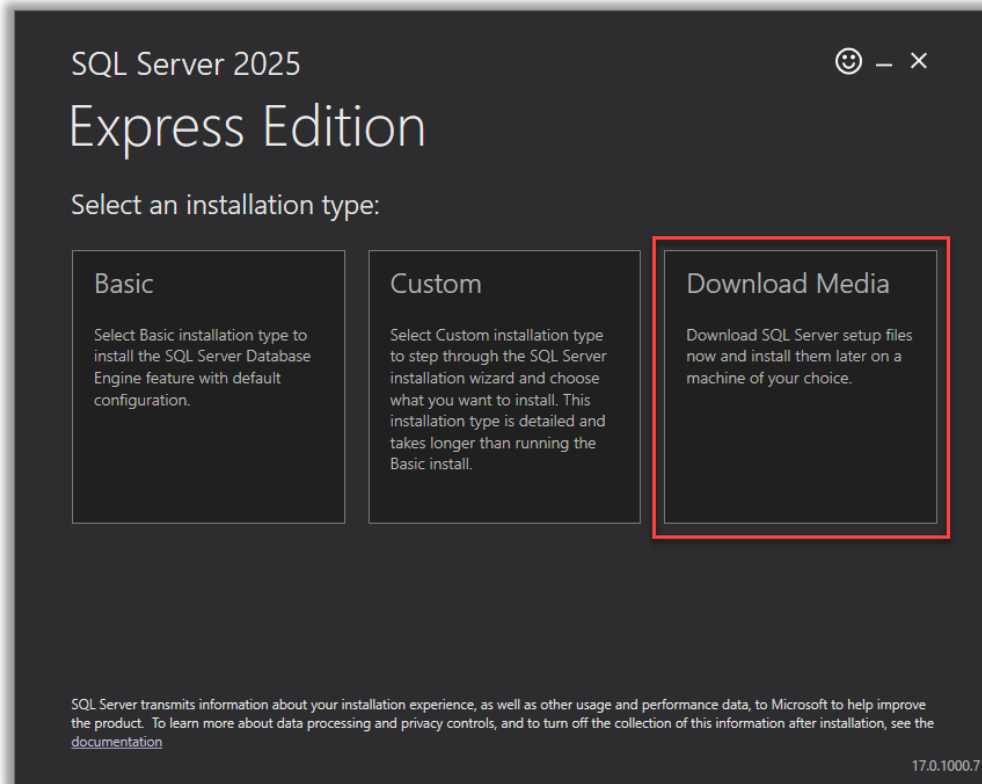 SQL Server 2025
Express Edition
Select an installation type:
Basic
Select Basic installation type to
install the SQL Server Database
Engine feature with default
configuration.
Custom
Select Custom installation type
to step through the SQL Server
installation wizard and choose
what you want to install. This
installation type is detailed and
takes longer than running the
Basic install.
Download Media
Download SQL Server setup files
now and install them later on a
machine of your choice.
SQL Server transmits information about your installation experience, as well as other usage and performance data, to Microsoft to help improve
the product.  To learn more about data processing and privacy controls, and to turn off the collection of this information after installation, see the
documentation
17.0.1000.7